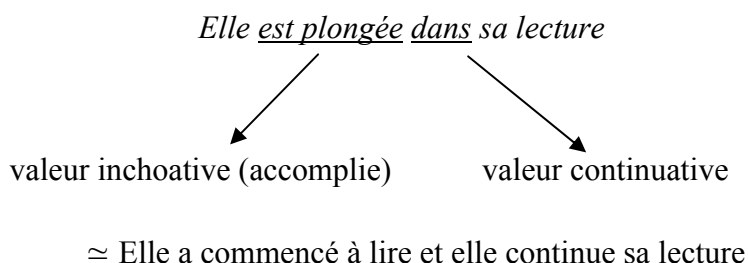 Elle est plongée dans sa lecture
valeur inchoative (accomplie) valeur continuative
≃ Elle a commencé à lire et elle continue sa lecture